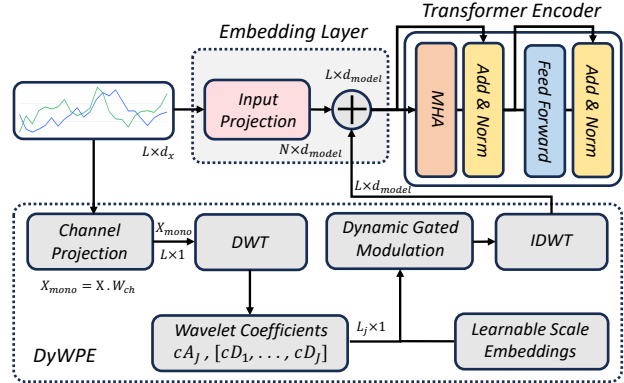 Transformer Encoder
Embedding Layer
L×d_model
Input
Projection
+
MHA
Add & Norm
Feed Forward
Add & Norm
L×d_x
N×d_model
L×d_model
Channel
Projection
X_mono
L×1
DWT
Dynamic Gated
Modulation
IDWT
X_mono = X . W_ch
Wavelet Coefficients
cA_J , [cD_1, . . . , cD_J]
L_j×1
Learnable Scale
Embeddings
DyWPE